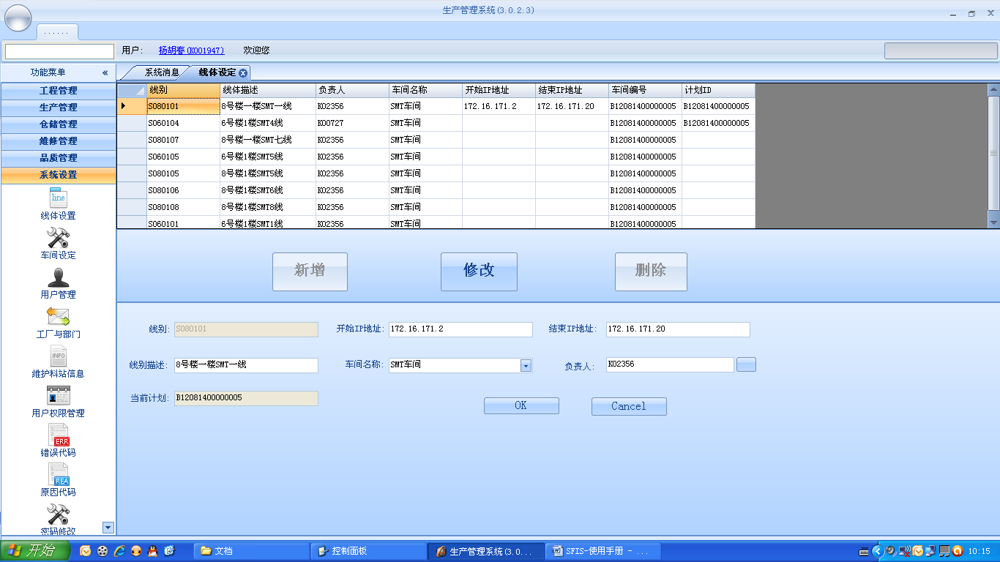 生产管理系统(3.0.2.3)
......
用户: 杨胡春(K001947) 欢迎您
功能菜单 «
系统消息 线体设定
工程管理
生产管理
仓储管理
维修管理
品质管理
系统设置
line
线体设置
车间设定
用户管理
工厂与部门
INFO
维护料站信息
用户权限管理
ERR
错误代码
REA
原因代码
密码修改
线别 线体描述 负责人 车间名称 开始IP地址 结束IP地址 车间编号 计划ID
S080101 8号楼一楼SMT一线 K02356 SMT车间 172.16.171.2 172.16.171.20 B12081400000005 B12081400000005
S060104 6号楼1楼SMT4线 K00727 SMT车间 B12081400000005 B12081400000005
S080107 8号楼一楼SMT七线 K02356 SMT车间 B12081400000005
S060105 6号楼1楼SMT5线 K02356 SMT车间 B12081400000005
S080105 8号楼1楼SMT5线 K02356 SMT车间 B12081400000005
S080106 8号楼1楼SMT6线 K02356 SMT车间 B12081400000005
S080108 8号楼1楼SMT8线 K02356 SMT车间 B12081400000005
S060101 6号楼1楼SMT1线 K02356 SMT车间 B12081400000005
新增 修改 删除
线别: S080101 开始IP地址: 172.16.171.2 结束IP地址: 172.16.171.20
线别描述: 8号楼一楼SMT一线 车间名称: SMT车间 负责人: K02356
当前计划: B12081400000005 OK Cancel
开始 文档 控制面板 生产管理系统(3.0... SFIS-使用手册 - ... 10:15